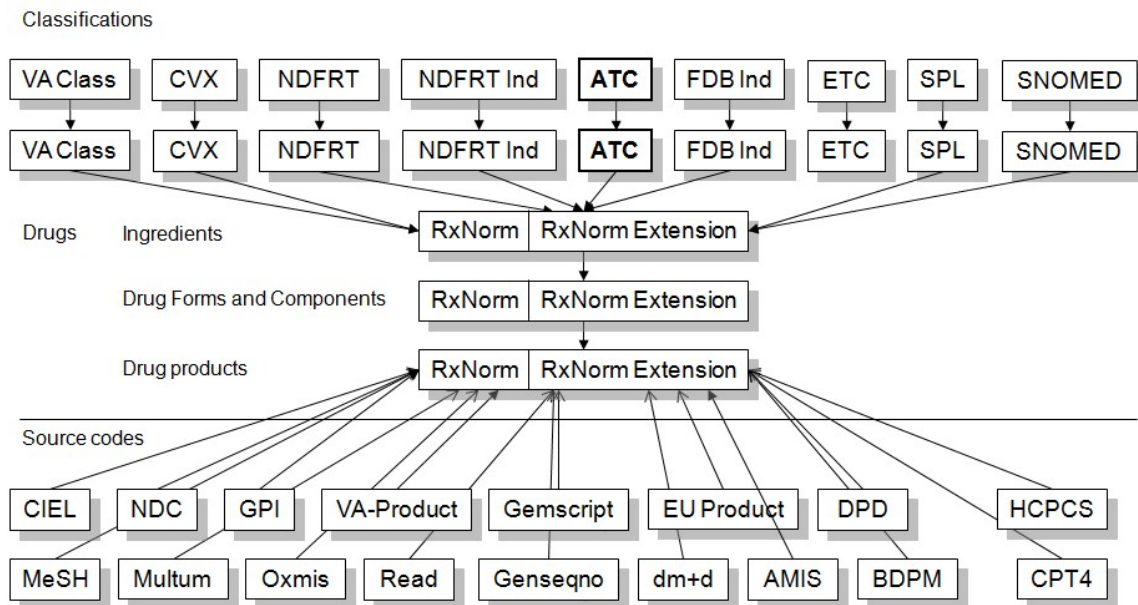 Classifications
VA Class CVX NDFRT NDFRT Ind ATC FDB Ind ETC SPL SNOMED
VA Class CVX NDFRT NDFRT Ind ATC FDB Ind ETC SPL SNOMED
Drugs Ingredients RxNorm RxNorm Extension
Drug Forms and Components RxNorm RxNorm Extension
Drug products RxNorm RxNorm Extension
Source codes
CIEL NDC GPI VA-Product Gemscript EU Product DPD HCPCS
MeSH Multum Oxmis Read Genseqno dm+d AMIS BDPM CPT4